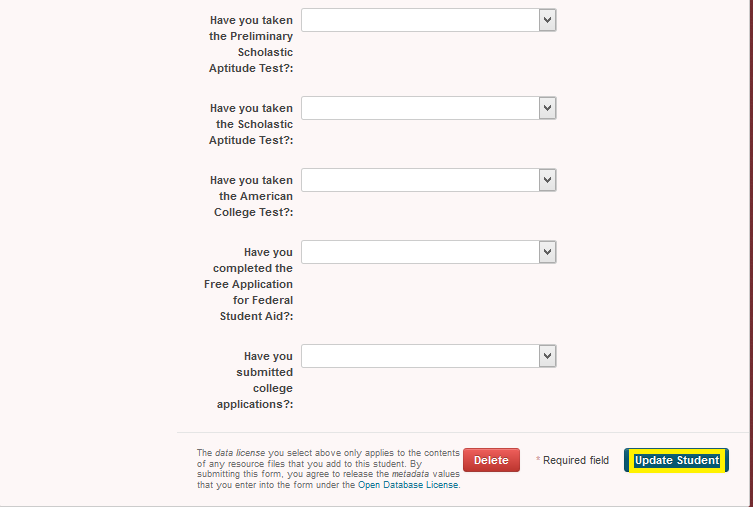 Have you taken
the Preliminary
Scholastic
Aptitude Test?:
Have you taken
the Scholastic
Aptitude Test?:
Have you taken
the American
College Test?:
Have you
completed the
Free Application
for Federal
Student Aid?:
Have you
submitted
college
applications?:
The data license you select above only applies to the contents
of any resource files that you add to this student. By
submitting this form, you agree to release the metadata values
that you enter into the form under the Open Database License.
Delete
* Required field
Update Student